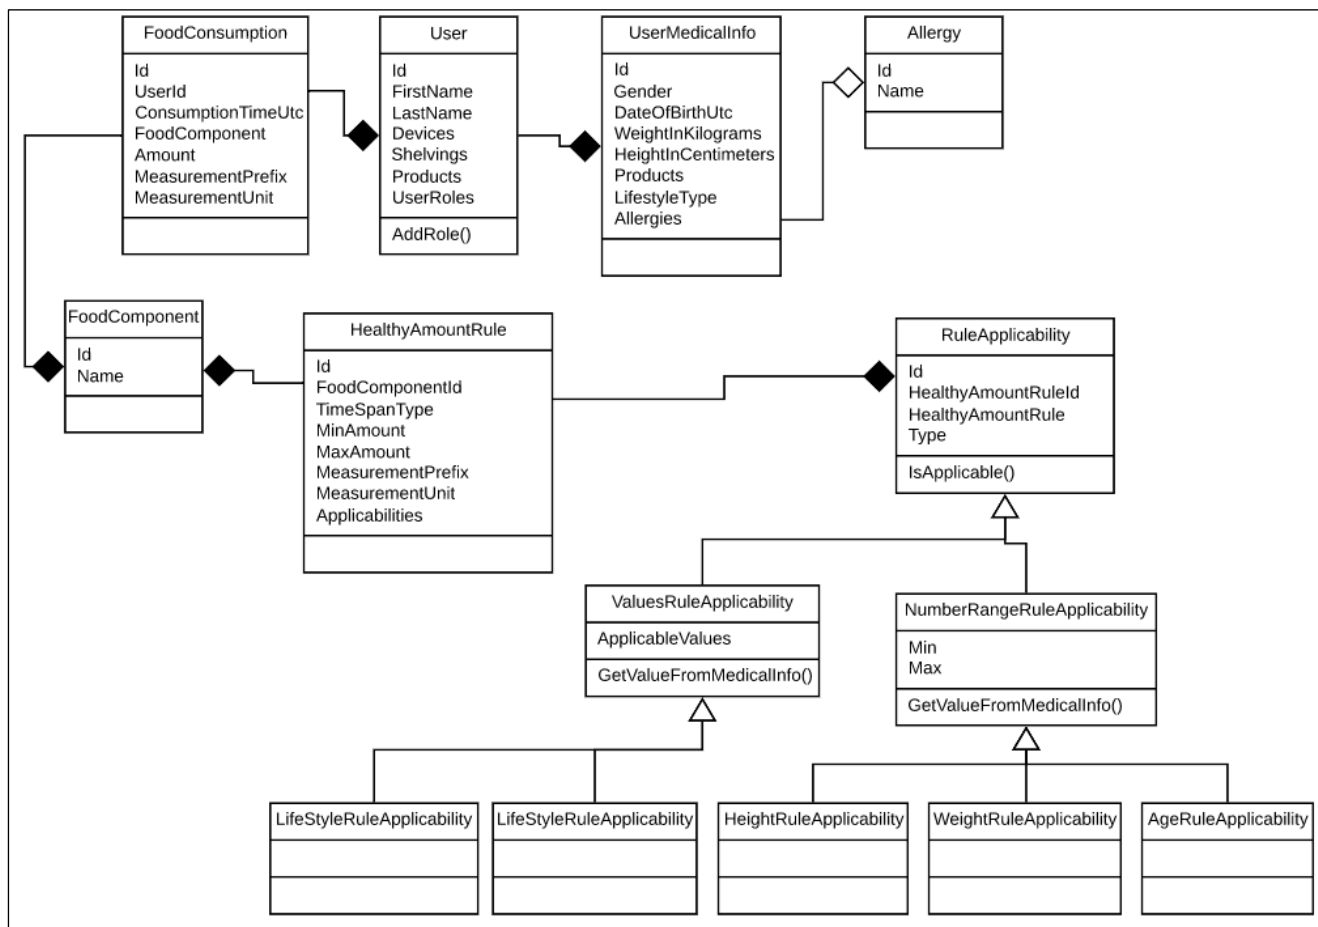 FoodConsumption
Id
UserId
ConsumptionTimeUtc
FoodComponent
Amount
MeasurementPrefix
MeasurementUnit
User
Id
FirstName
LastName
Devices
Shelvings
Products
UserRoles
AddRole()
UserMedicalInfo
Id
Gender
DateOfBirthUtc
WeightInKilograms
HeightInCentimeters
Products
LifestyleType
Allergies
Allergy
Id
Name
FoodComponent
Id
Name
HealthyAmountRule
Id
FoodComponentId
TimeSpanType
MinAmount
MaxAmount
MeasurementPrefix
MeasurementUnit
Applicabilities
RuleApplicability
Id
HealthyAmountRuleId
HealthyAmountRule
Type
IsApplicable()
ValuesRuleApplicability
ApplicableValues
GetValueFromMedicalInfo()
NumberRangeRuleApplicability
Min
Max
GetValueFromMedicalInfo()
LifeStyleRuleApplicability
LifeStyleRuleApplicability
HeightRuleApplicability
WeightRuleApplicability
AgeRuleApplicability